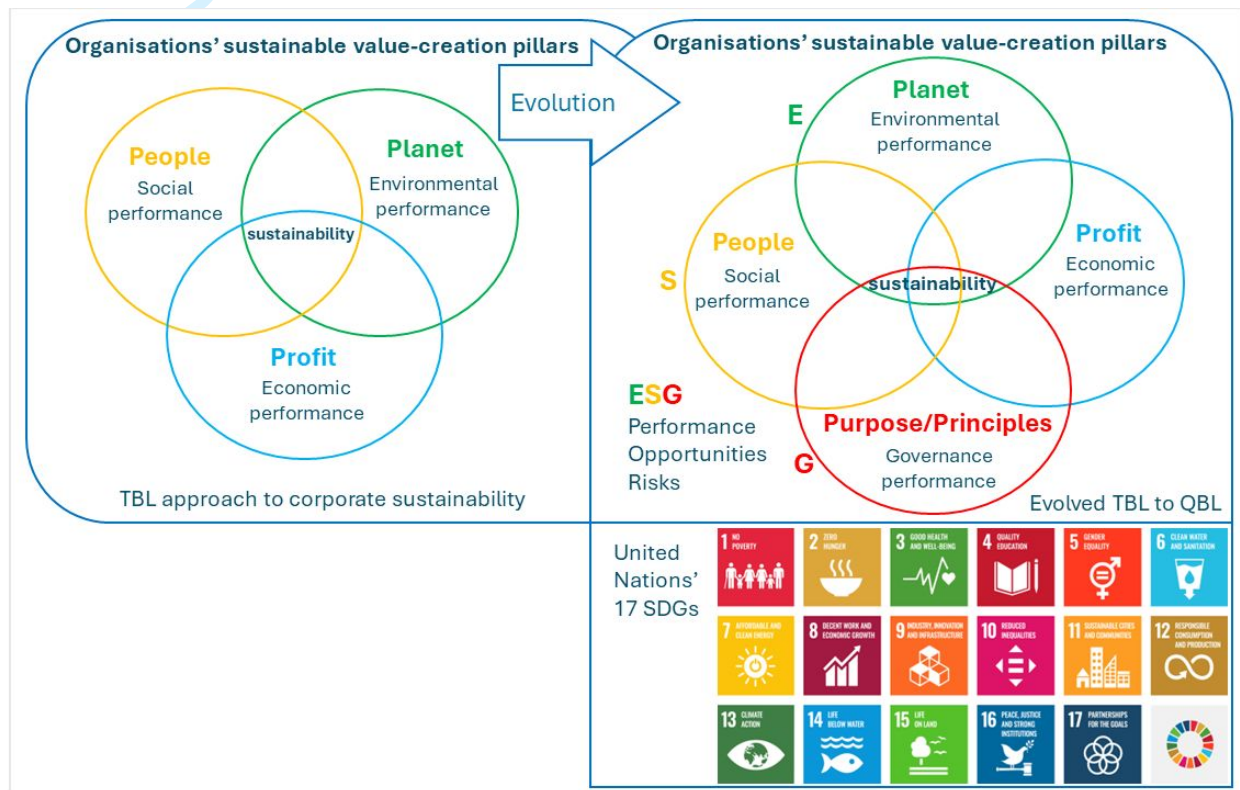 Organisations' sustainable value-creation pillars
People
Social
performance
Planet
Environmental
performance
sustainability
Profit
Economic
performance
TBL approach to corporate sustainability
Evolution
Organisations' sustainable value-creation pillars
E
Planet
Environmental
performance
S
People
Social
performance
Profit
Economic
performance
sustainability
ESG
Performance
Opportunities
Risks
G
Purpose/Principles
Governance
performance
Evolved TBL to QBL
United
Nations'
17 SDGs
1 NO
POVERTY
2 ZERO
HUNGER
3 GOOD HEALTH
AND WELL-BEING
4 QUALITY
EDUCATION
5 GENDER
EQUALITY
6 CLEAN WATER
AND SANITATION
7 AFFORDABLE AND
CLEAN ENERGY
8 DECENT WORK AND
ECONOMIC GROWTH
9 INDUSTRY, INNOVATION
AND INFRASTRUCTURE
10 REDUCED
INEQUALITIES
11 SUSTAINABLE CITIES
AND COMMUNITIES
12 RESPONSIBLE
CONSUMPTION
AND PRODUCTION
13 CLIMATE
ACTION
14 LIFE
BELOW WATER
15 LIFE
ON LAND
16 PEACE, JUSTICE
AND STRONG
INSTITUTIONS
17 PARTNERSHIPS
FOR THE GOALS